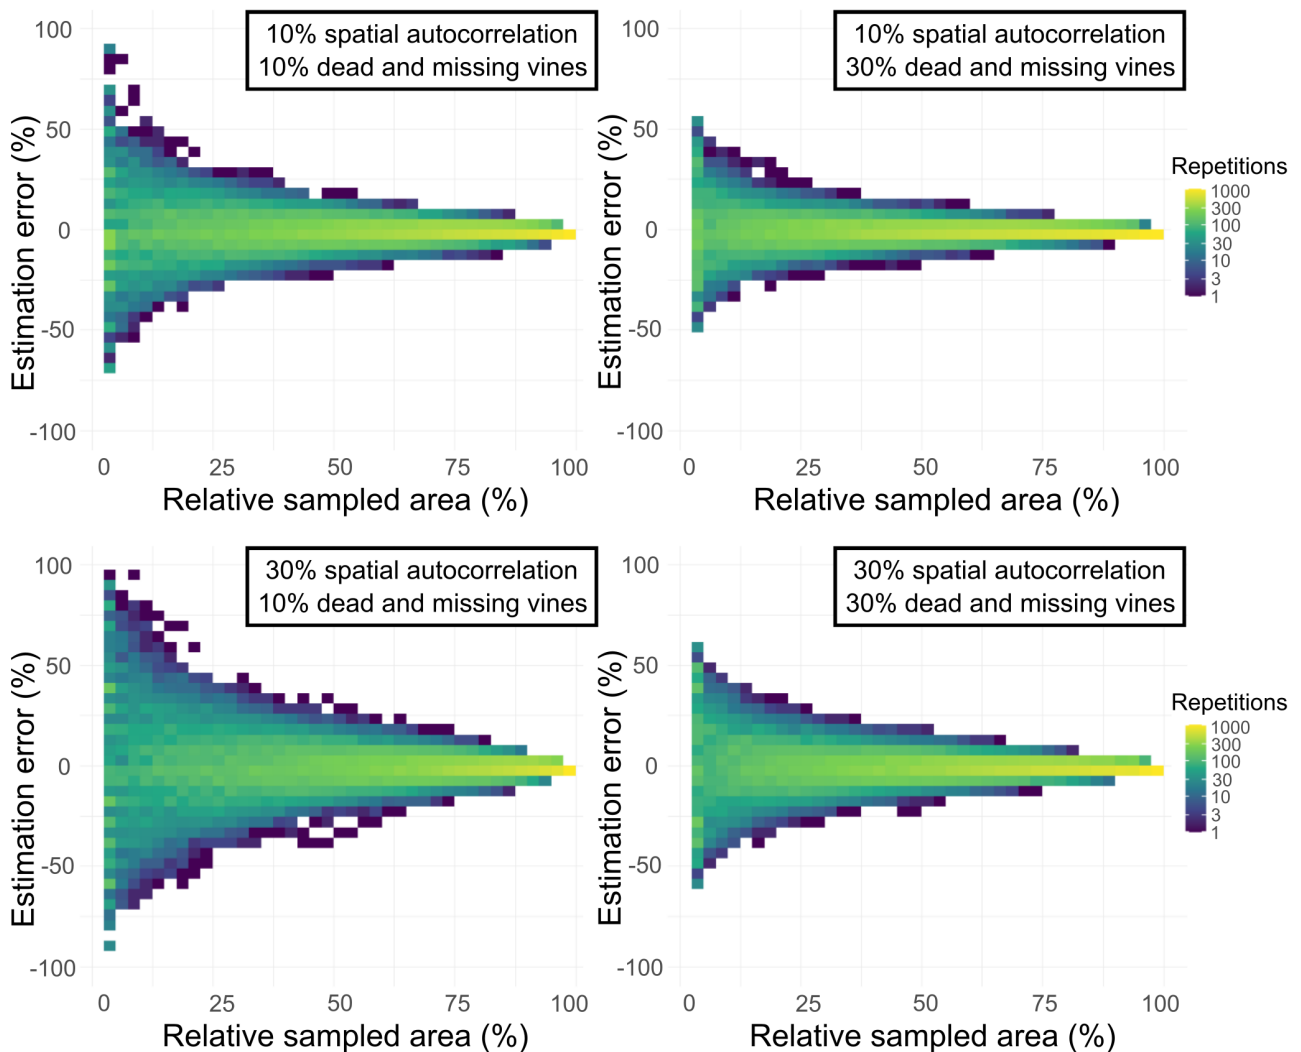 10% spatial autocorrelation
10% dead and missing vines
100
50
0
-50
-100
Estimation error (%)
0 25 50 75 100
Relative sampled area (%)
10% spatial autocorrelation
30% dead and missing vines
100
50
0
-50
-100
Estimation error (%)
0 25 50 75 100
Relative sampled area (%)
Repetitions
1000
300
100
30
10
3
1
30% spatial autocorrelation
10% dead and missing vines
100
50
0
-50
-100
Estimation error (%)
0 25 50 75 100
Relative sampled area (%)
30% spatial autocorrelation
30% dead and missing vines
100
50
0
-50
-100
Estimation error (%)
0 25 50 75 100
Relative sampled area (%)
Repetitions
1000
300
100
30
10
3
1